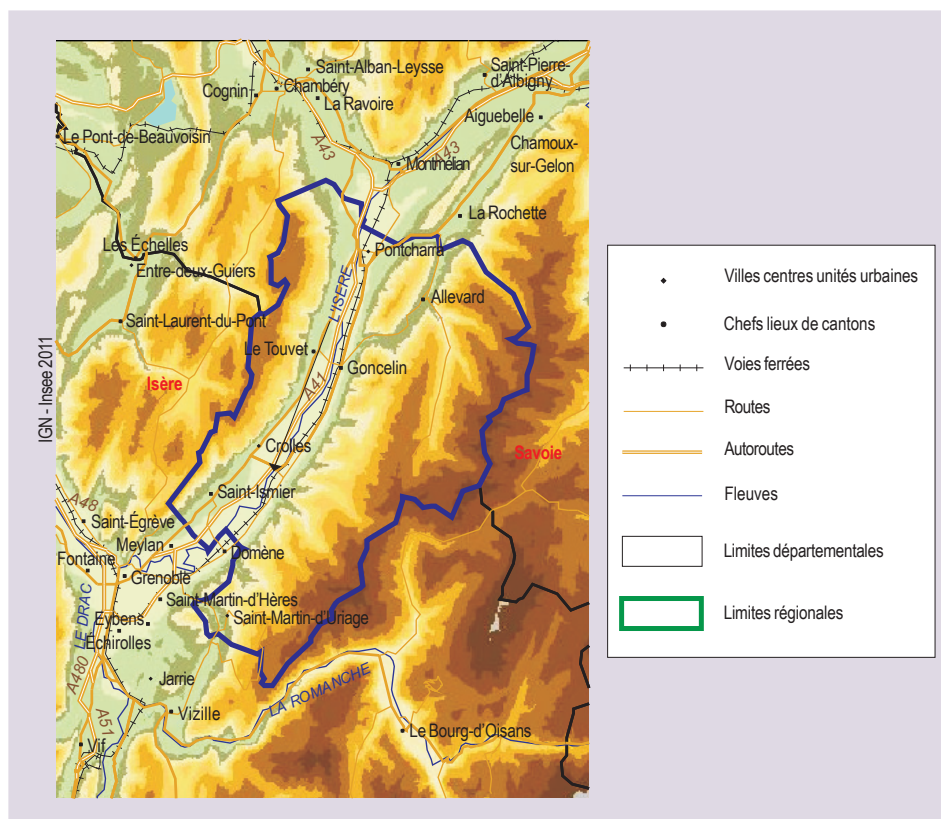 Saint-Alban-Leysse
Saint-Pierre-
d'Albigny
Cognin
Chambéry
La Ravoire
Aiguebelle
Le Pont-de-Beauvoisin
A43
A43
Chamoux-
sur-Gelon
Montmélian
La Rochette
Les Échelles
Pontcharra
Entre-deux-Guiers
L'ISERE
Allevard
Saint-Laurent-du-Pont
Le Touvet
IGN - Insee 2011
Isère
A41
Goncelin
Crolles
Savoie
Saint-Ismier
A48
Saint-Égrève
Meylan
Domène
Fontaine
Grenoble
LE DRAC
Saint-Martin-d'Hères
Eybens
Saint-Martin-d'Uriage
Échirolles
A480
Jarrie
LA ROMANCHE
A51
Vizille
Le Bourg-d'Oisans
Vif
Villes centres unités urbaines
Chefs lieux de cantons
Voies ferrées
Routes
Autoroutes
Fleuves
Limites départementales
Limites régionales